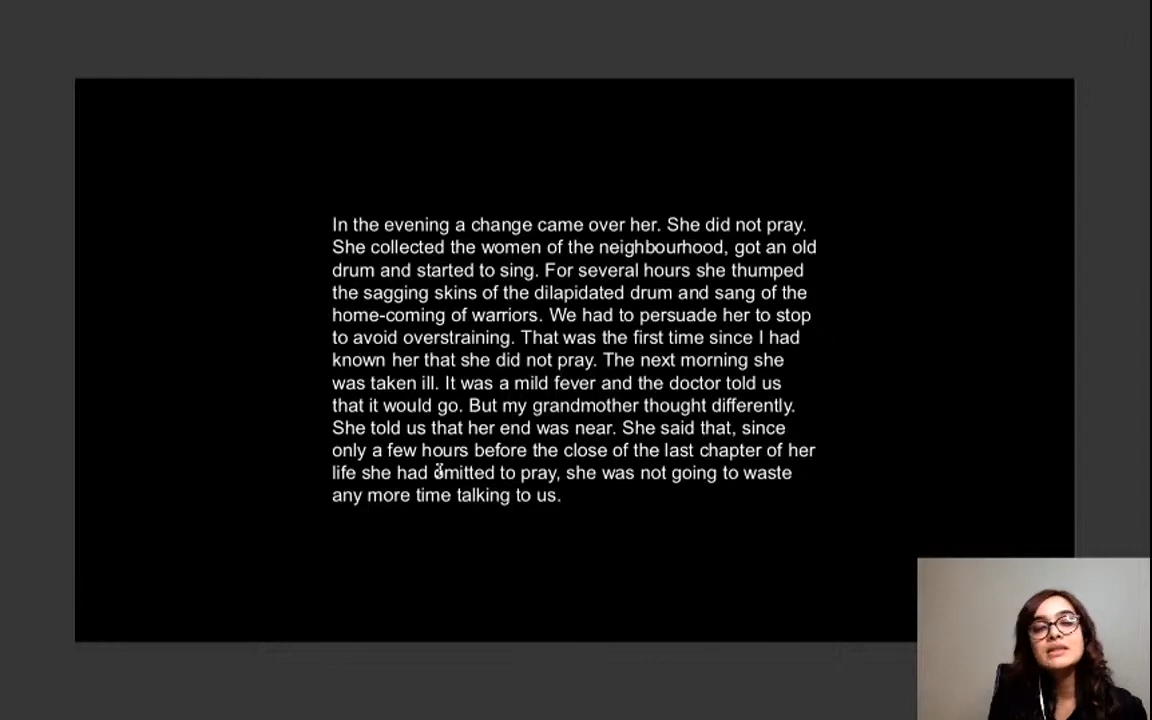 In the evening a change came over her. She did not pray.
She collected the women of the neighbourhood, got an old
drum and started to sing. For several hours she thumped
the sagging skins of the dilapidated drum and sang of the
home-coming of warriors. We had to persuade her to stop
to avoid overstraining. That was the first time since I had
known her that she did not pray. The next morning she
was taken ill. It was a mild fever and the doctor told us
that it would go. But my grandmother thought differently.
She told us that her end was near. She said that, since
only a few hours before the close of the last chapter of her
life she had omitted to pray, she was not going to waste
any more time talking to us.